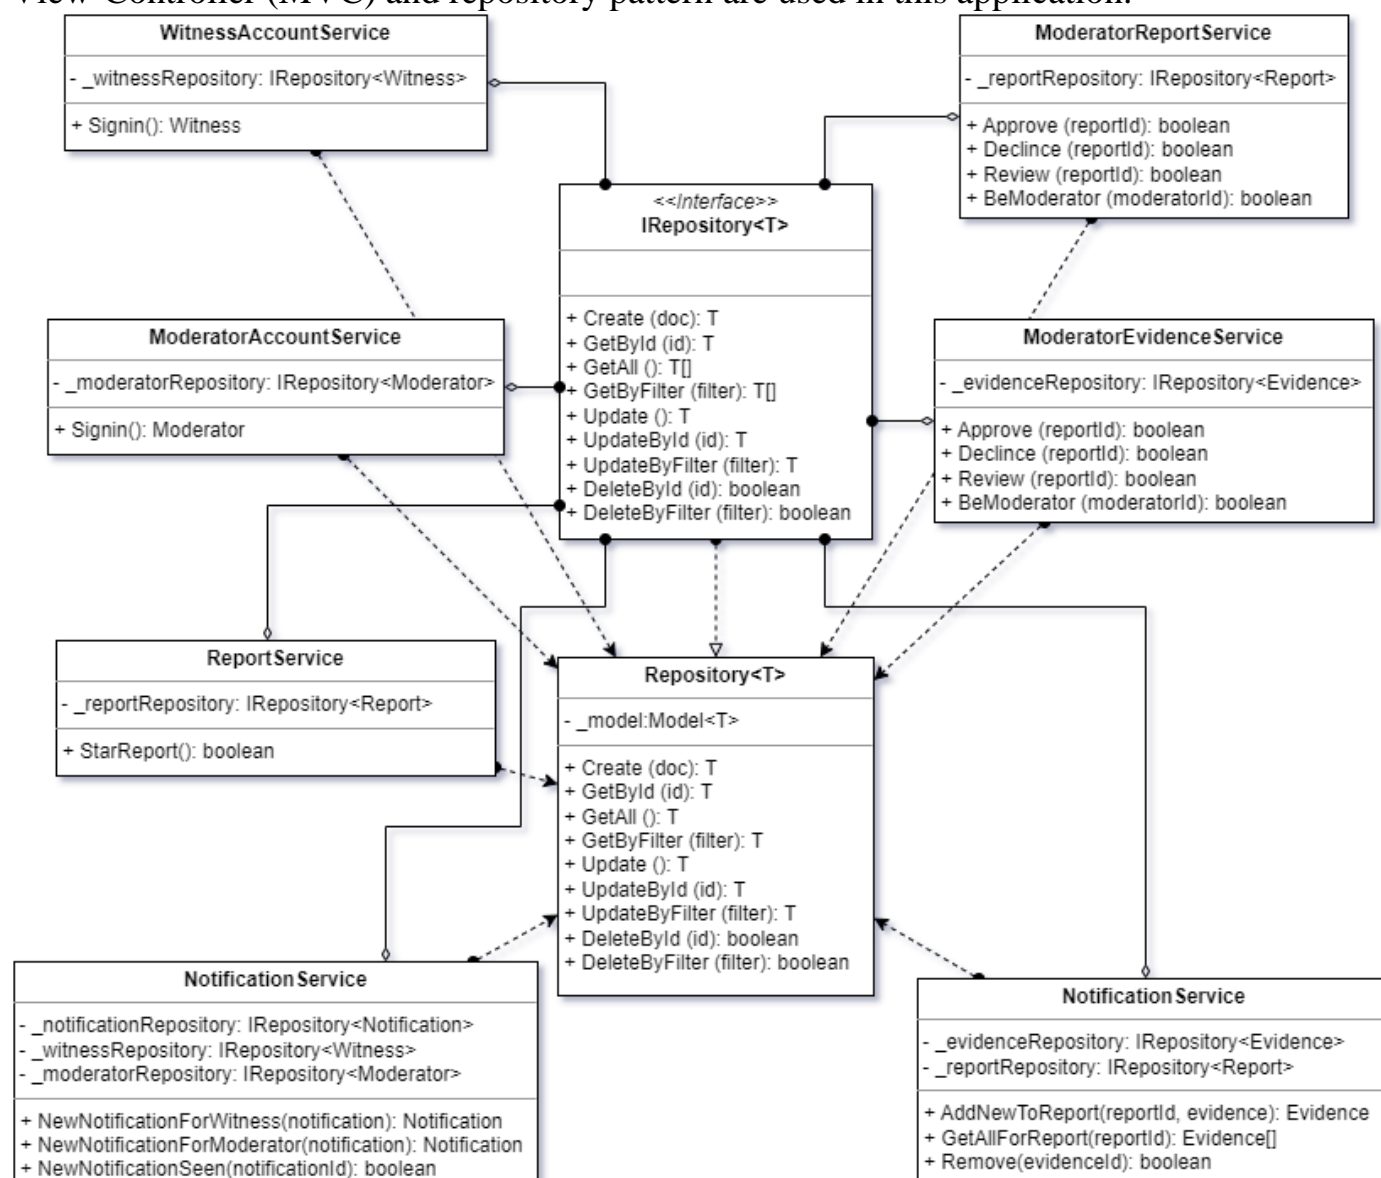 View-Controller (MVC) and repository pattern are used in this application.
WitnessAccountService
- _witnessRepository: IRepository<Witness>
+ Signin(): Witness
ModeratorReportService
- _reportRepository: IRepository<Report>
+ Approve (reportId): boolean
+ Declince (reportId): boolean
+ Review (reportId): boolean
+ BeModerator (moderatorId): boolean
<<Interface>>
IRepository<T>
+ Create (doc): T
+ GetById (id): T
+ GetAll (): T[]
+ GetByFilter (filter): T[]
+ Update (): T
+ UpdateById (id): T
+ UpdateByFilter (filter): T
+ DeleteById (id): boolean
+ DeleteByFilter (filter): boolean
ModeratorAccountService
- _moderatorRepository: IRepository<Moderator>
+ Signin(): Moderator
ModeratorEvidenceService
- _evidenceRepository: IRepository<Evidence>
+ Approve (reportId): boolean
+ Declince (reportId): boolean
+ Review (reportId): boolean
+ BeModerator (moderatorId): boolean
ReportService
- _reportRepository: IRepository<Report>
+ StarReport(): boolean
Repository<T>
- _model:Model<T>
+ Create (doc): T
+ GetById (id): T
+ GetAll (): T
+ GetByFilter (filter): T
+ Update (): T
+ UpdateById (id): T
+ UpdateByFilter (filter): T
+ DeleteById (id): boolean
+ DeleteByFilter (filter): boolean
NotificationService
- _notificationRepository: IRepository<Notification>
- _witnessRepository: IRepository<Witness>
- _moderatorRepository: IRepository<Moderator>
+ NewNotificationForWitness(notification): Notification
+ NewNotificationForModerator(notification): Notification
+ NewNotificationSeen(notificationId): boolean
NotificationService
- _evidenceRepository: IRepository<Evidence>
- _reportRepository: IRepository<Report>
+ AddNewToReport(reportId, evidence): Evidence
+ GetAllForReport(reportId): Evidence[]
+ Remove(evidenceId): boolean